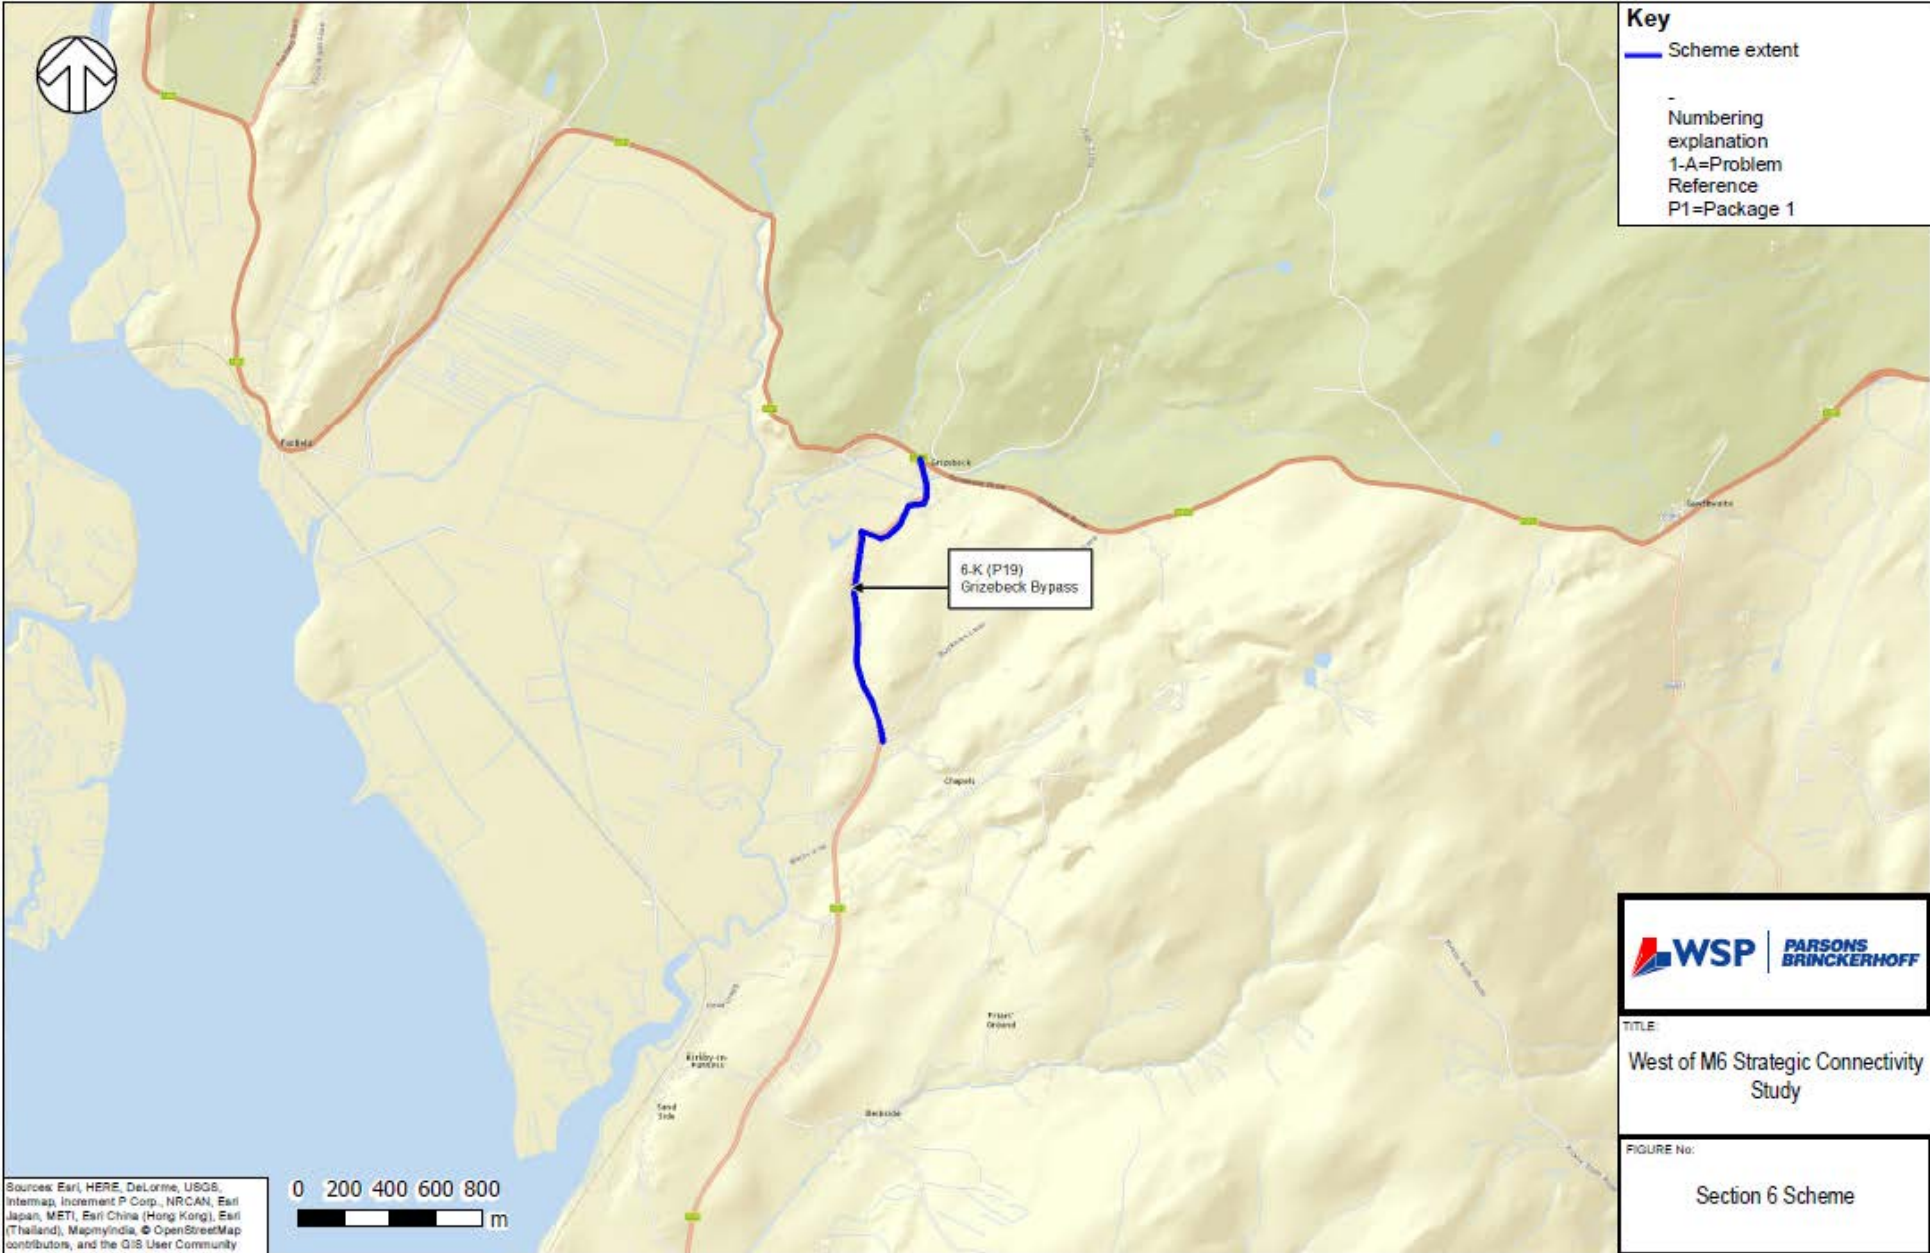 Key
Scheme extent
-
Numbering
explanation
1-A=Problem
Reference
P1=Package 1
Foxfield
Grizebeck
6-K (P19)
Grizebeck Bypass
Chapels
Friars'
Ground
Kirkby-in-
Furness
Sand
Side
Beckside
WSP
PARSONS
BRINCKERHOFF
TITLE:
West of M6 Strategic Connectivity
Study
FIGURE No:
Section 6 Scheme
0 200 400 600 800
m
Sources: Esri, HERE, DeLorme, USGS,
Intermap, increment P Corp., NRCAN, Esri
Japan, METI, Esri China (Hong Kong), Esri
(Thailand), MapmyIndia, © OpenStreetMap
contributors, and the GIS User Community